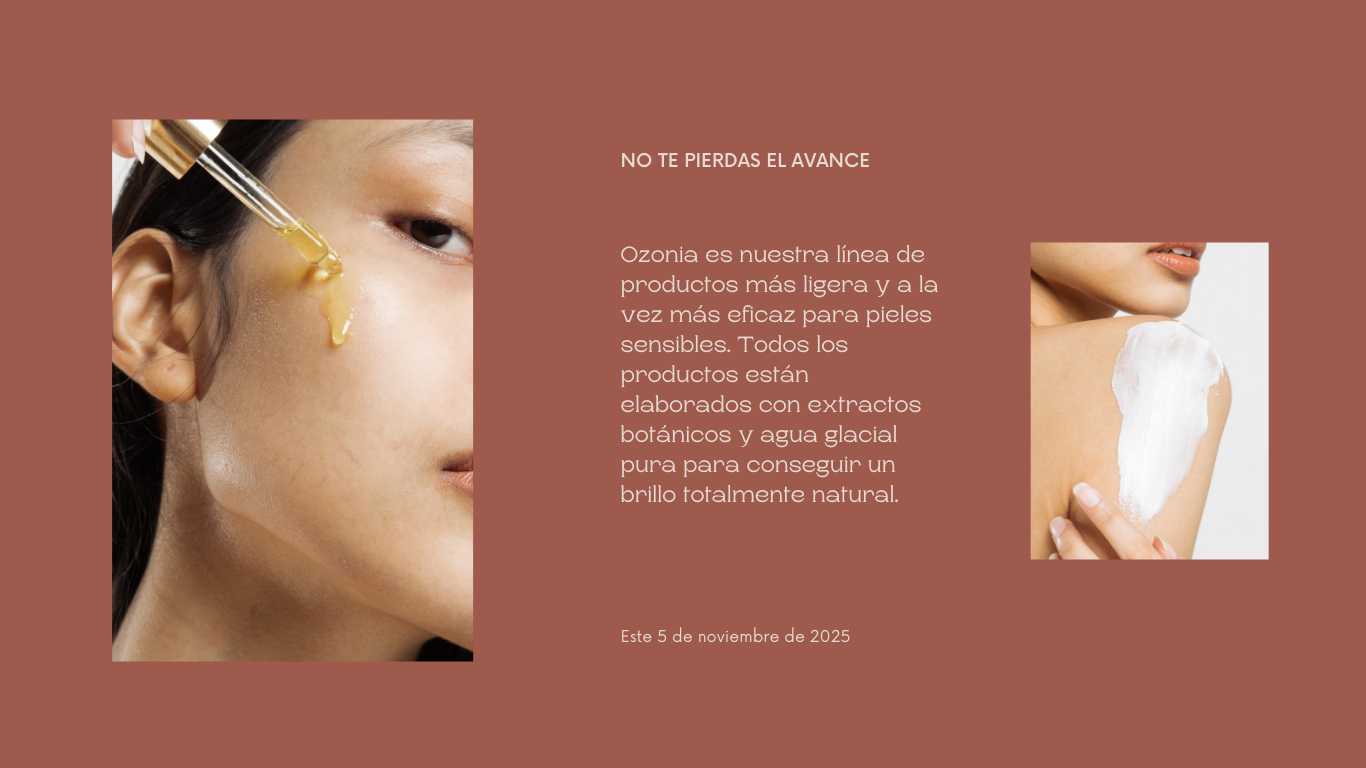 NO TE PIERDAS EL AVANCE
Ozonia es nuestra línea de
productos más ligera y a la
vez más eficaz para pieles
sensibles. Todos los
productos están
elaborados con extractos
botánicos y agua glacial
pura para conseguir un
brillo totalmente natural.
Este 5 de noviembre de 2025